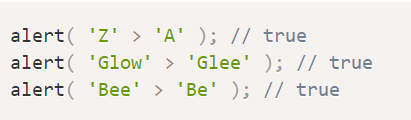 alert( 'Z' > 'A' ); // true
alert( 'Glow' > 'Glee' ); // true
alert( 'Bee' > 'Be' ); // true